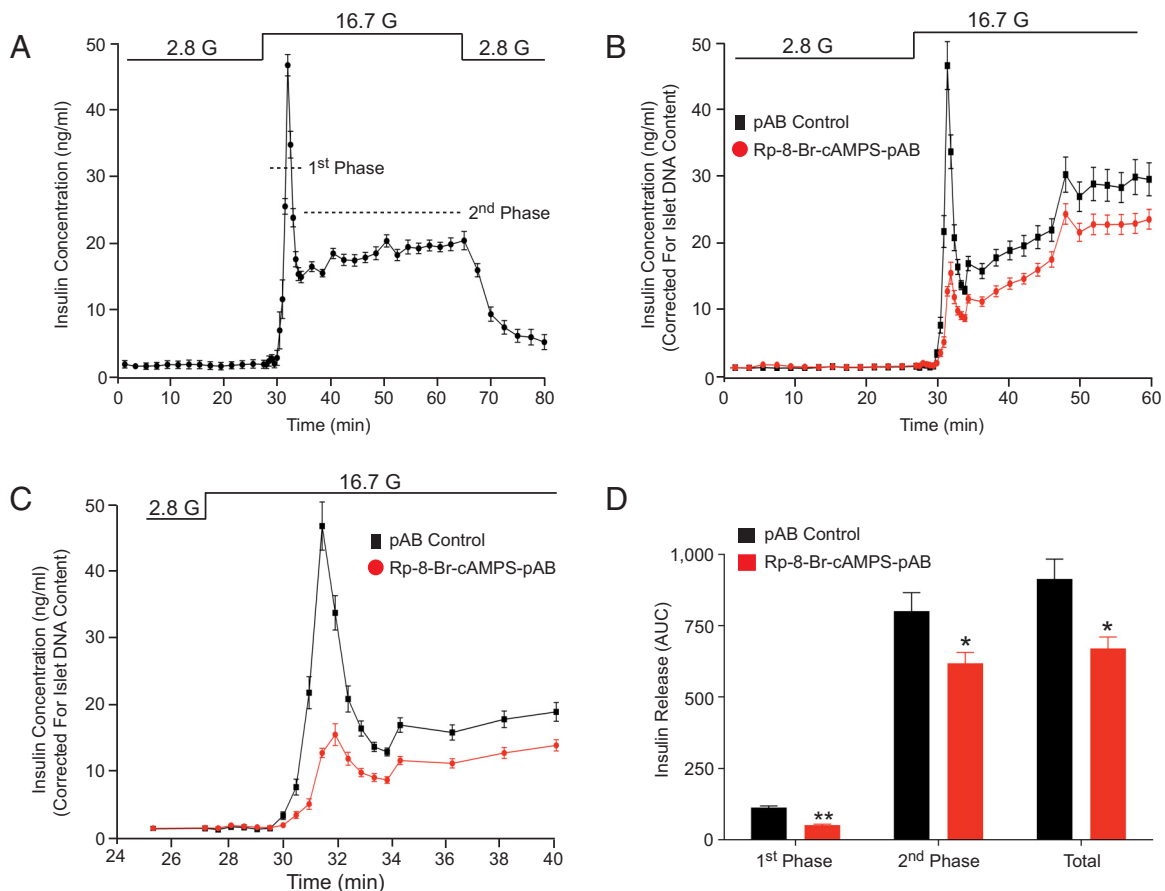 A
2.8 G
16.7 G
2.8 G
50
40
30
20
10
0
Insulin Concentration (ng/ml)
1st Phase
2nd Phase
0 10 20 30 40 50 60 70 80
Time (min)
B
2.8 G
16.7 G
pAB Control
Rp-8-Br-cAMPS-pAB
50
40
30
20
10
0
Insulin Concentration (ng/ml)
(Corrected For Islet DNA Content)
0 10 20 30 40 50 60
Time (min)
C
2.8 G
16.7 G
pAB Control
Rp-8-Br-cAMPS-pAB
50
40
30
20
10
0
Insulin Concentration (ng/ml)
(Corrected For Islet DNA Content)
24 26 28 30 32 34 36 38 40
Time (min)
D
pAB Control
Rp-8-Br-cAMPS-pAB
1,000
750
500
250
0
Insulin Release (AUC)
**
*
*
1st Phase 2nd Phase Total